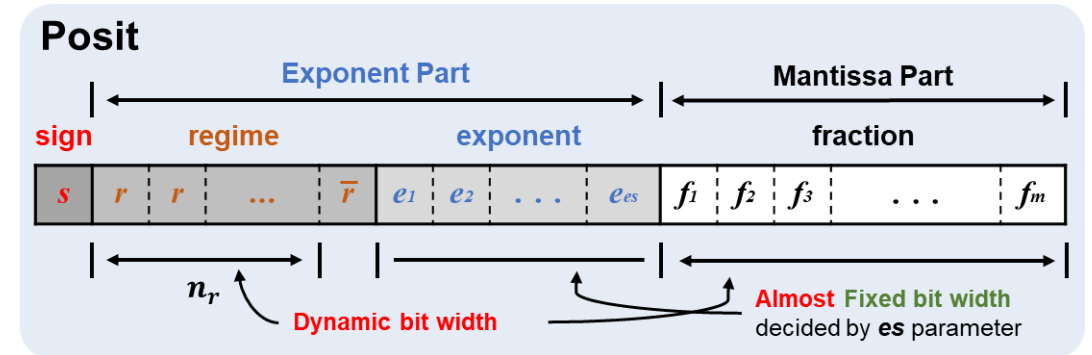 Posit
Exponent Part
Mantissa Part
sign
regime
exponent
fraction
s r r ... r̅ e1 e2 . . . ees f1 f2 f3 . . . fm
nr
Dynamic bit width
Almost Fixed bit width
decided by es parameter